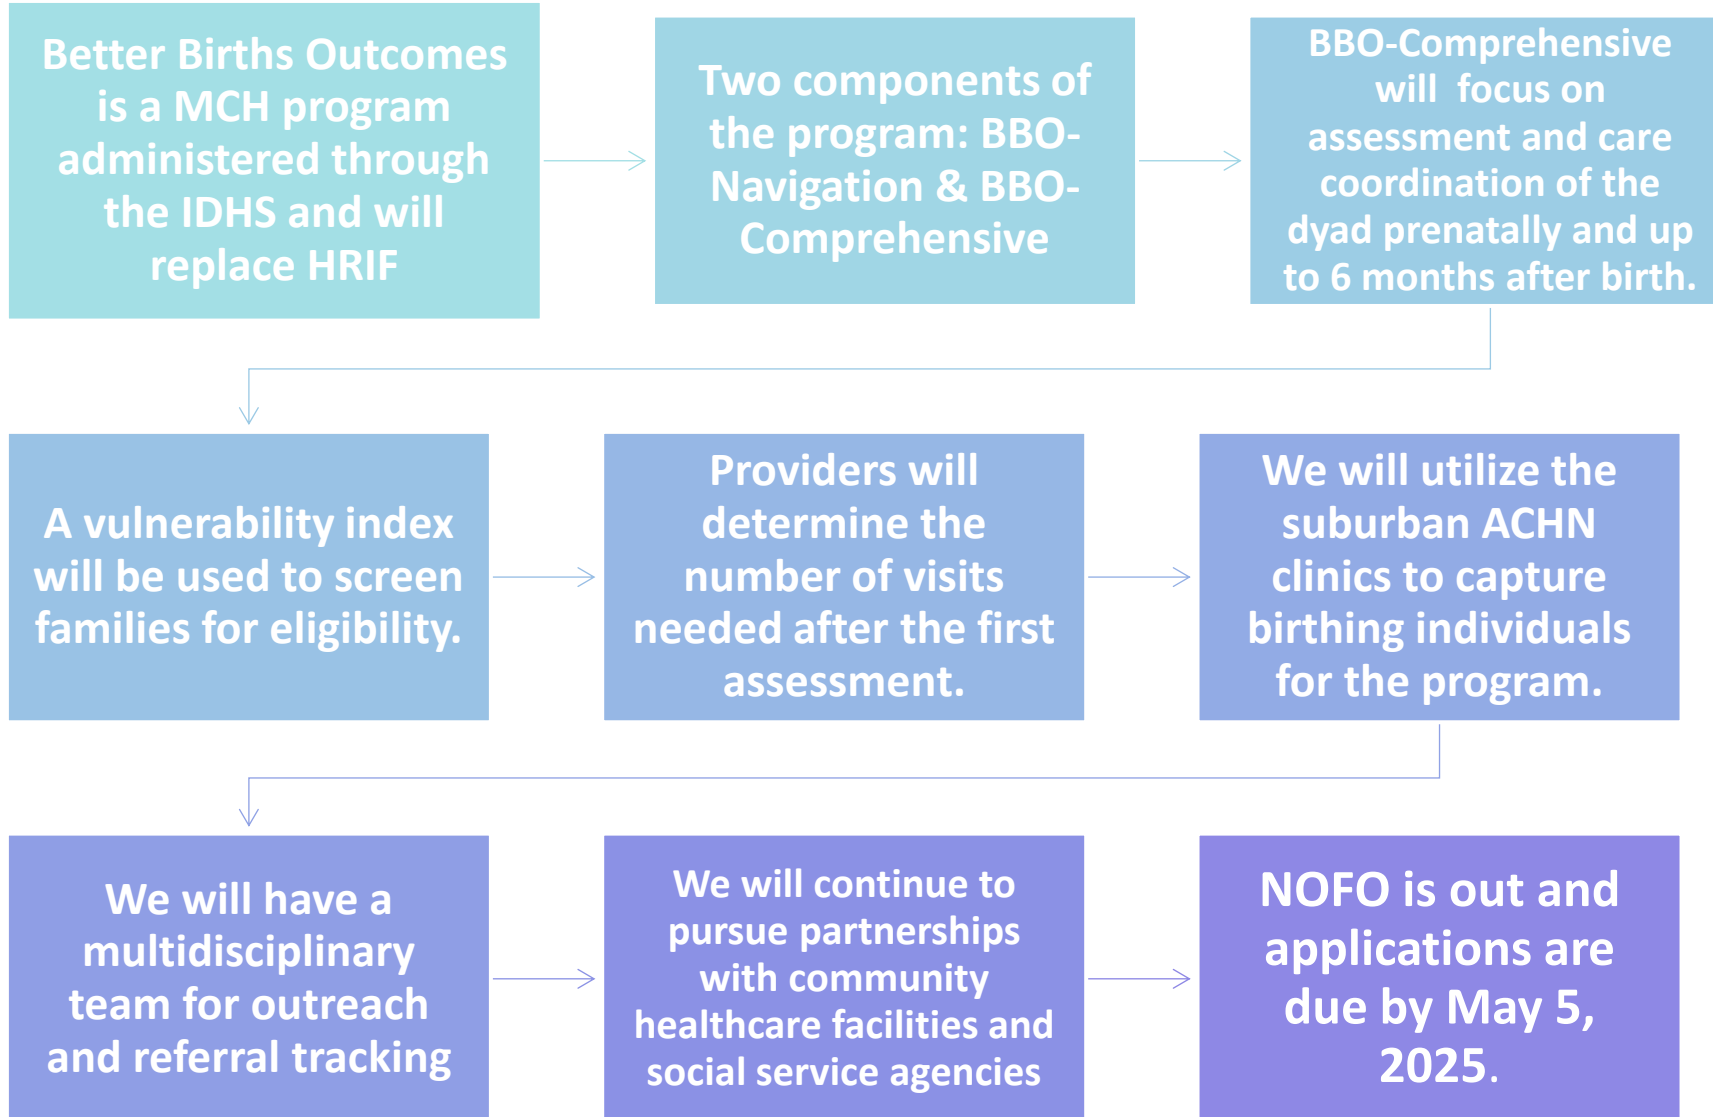 Better Births Outcomes
is a MCH program
administered through
the IDHS and will
replace HRIF
Two components of
the program: BBO-
Navigation & BBO-
Comprehensive
BBO-Comprehensive
will focus on
assessment and care
coordination of the
dyad prenatally and up
to 6 months after birth.
A vulnerability index
will be used to screen
families for eligibility.
Providers will
determine the
number of visits
needed after the first
assessment.
We will utilize the
suburban ACHN
clinics to capture
birthing individuals
for the program.
We will have a
multidisciplinary
team for outreach
and referral tracking
We will continue to
pursue partnerships
with community
healthcare facilities and
social service agencies
NOFO is out and
applications are
due by May 5,
2025.